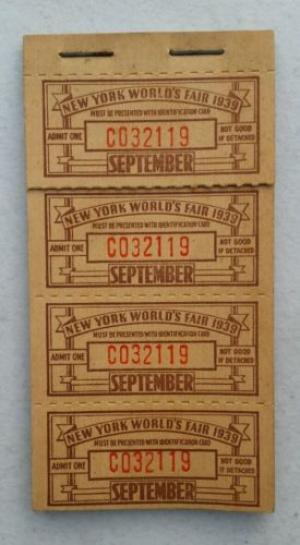 NEW YORK WORLD'S FAIR 1939
MUST BE PRESENTED WITH IDENTIFICATION CARD
ADMIT ONE
C032119
NOT GOOD
IF DETACHED
SEPTEMBER
NEW YORK WORLD'S FAIR 1939
MUST BE PRESENTED WITH IDENTIFICATION CARD
ADMIT ONE
C032119
NOT GOOD
IF DETACHED
SEPTEMBER
NEW YORK WORLD'S FAIR 1939
MUST BE PRESENTED WITH IDENTIFICATION CARD
ADMIT ONE
C032119
NOT GOOD
IF DETACHED
SEPTEMBER
NEW YORK WORLD'S FAIR 1939
MUST BE PRESENTED WITH IDENTIFICATION CARD
ADMIT ONE
C032119
NOT GOOD
IF DETACHED
SEPTEMBER